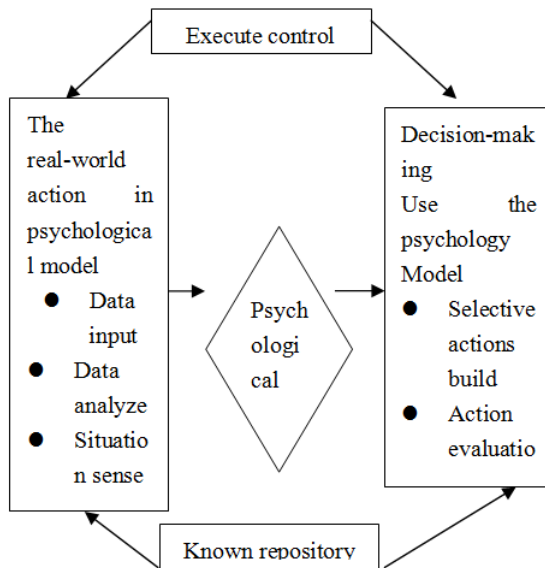 Execute control
The
real-world
action in
psychologica
l model
● Data
input
● Data
analyze
● Situatio
n sense
Psych
ologi
cal
Decision-mak
ing
Use the
psychology
Model
● Selective
actions
build
● Action
evaluatio
Known repository